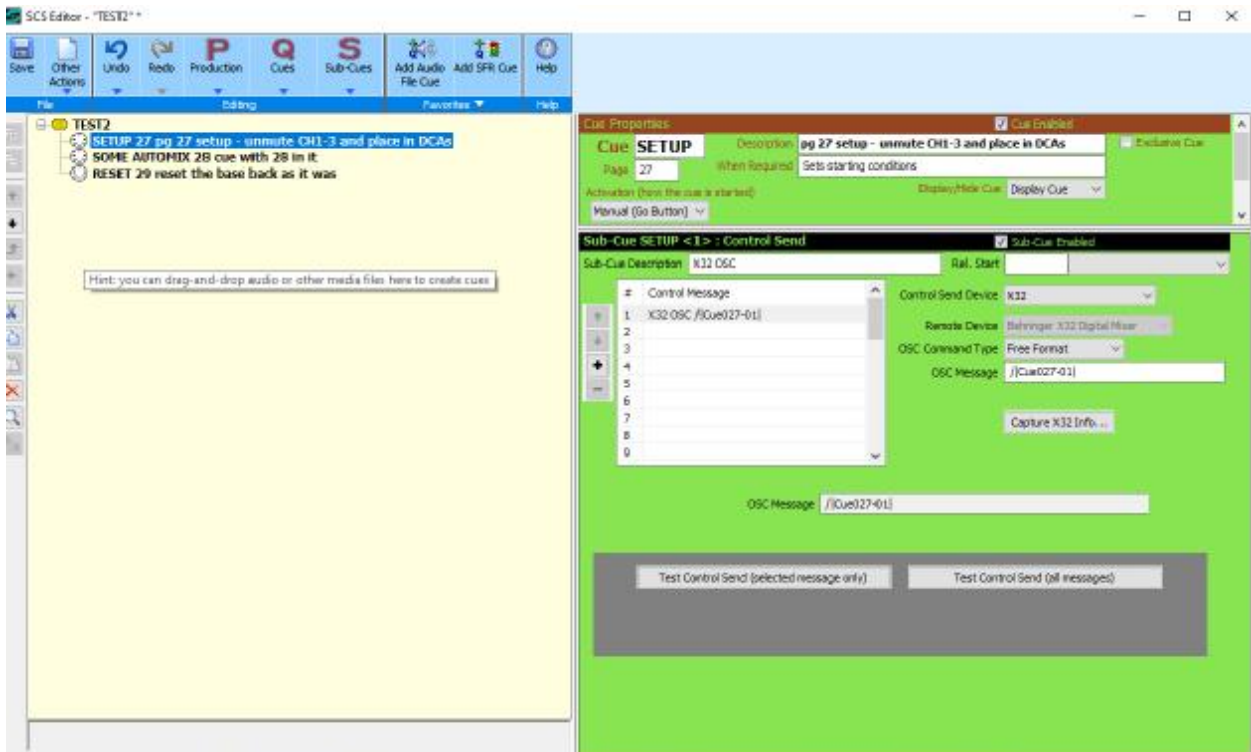 SCS Editor - "TEST2" *
Save
Other Actions
Undo
Redo
Production
Cues
Sub-Cues
Add Audio File Cue
Add SFR Cue
Help
File
Editing
Favorites
Help
TEST2
SETUP 27 pg 27 setup - unmute CH1-3 and place in DCAs
SOME AUTOMIX 28 cue with 28 in it
RESET 29 reset the base back as it was
Hint: you can drag-and-drop audio or other media files here to create cues
Cue Properties
Cue Enabled
Cue SETUP
Description pg 27 setup - unmute CH1-3 and place in DCAs
Exclusive Cue
Page 27
When Required Sets starting conditions
Activation (how the cue is started)
Display/Hide Cue Display Cue
Manual (Go Button)
Sub-Cue SETUP <1> : Control Send
Sub-Cue Enabled
Sub-Cue Description X32 OSC
Rel. Start
# Control Message
1 X32 OSC /|Cue027-01|
2
3
4
5
6
7
8
9
Control Send Device X32
Remote Device Behringer X32 Digital Mixer
OSC Command Type Free Format
OSC Message /|Cue027-01|
Capture X32 Info. ...
OSC Message /|Cue027-01|
Test Control Send (selected message only)
Test Control Send (all messages)